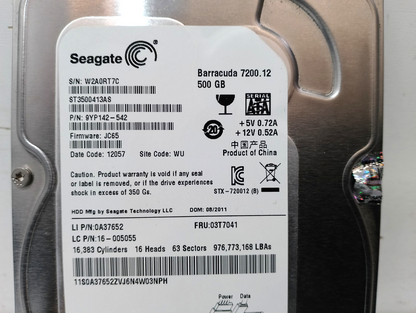 Seagate
S/N: W2A0RT7C
ST3500413AS
P/N: 9YP142-542
Firmware: JC65
Date Code: 12057 Site Code: WU
Barracuda 7200.12
500 GB
SERIAL
ATA
20
+5V 0.72A
+12V 0.52A
中国产品
Product of China
Caution: Product warranty is void if any seal
or label is removed, or if the drive experiences
shock in excess of 350 Gs.
STX-720012 (B)
HDD Mfg by Seagate Technology LLC DOM: 08/2011
LI P/N:0A37652 FRU:03T7041
LC P/N:16-005055
16,383 Cylinders 16 Heads 63 Sectors 976,773,168 LBAs
11S0A37652ZVJ6N4W03NPH
Power Data